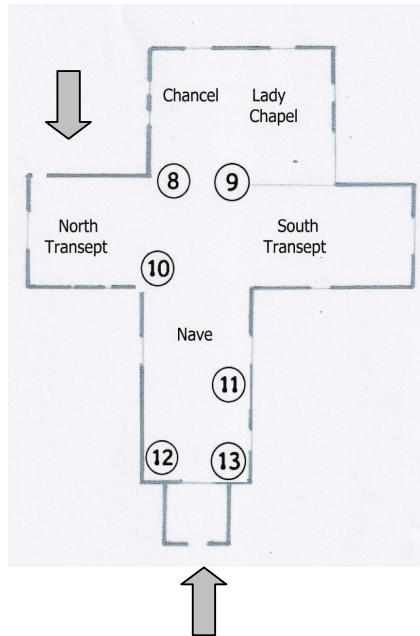 Chancel
Lady
Chapel
8
9
North
Transept
South
Transept
10
Nave
11
12
13